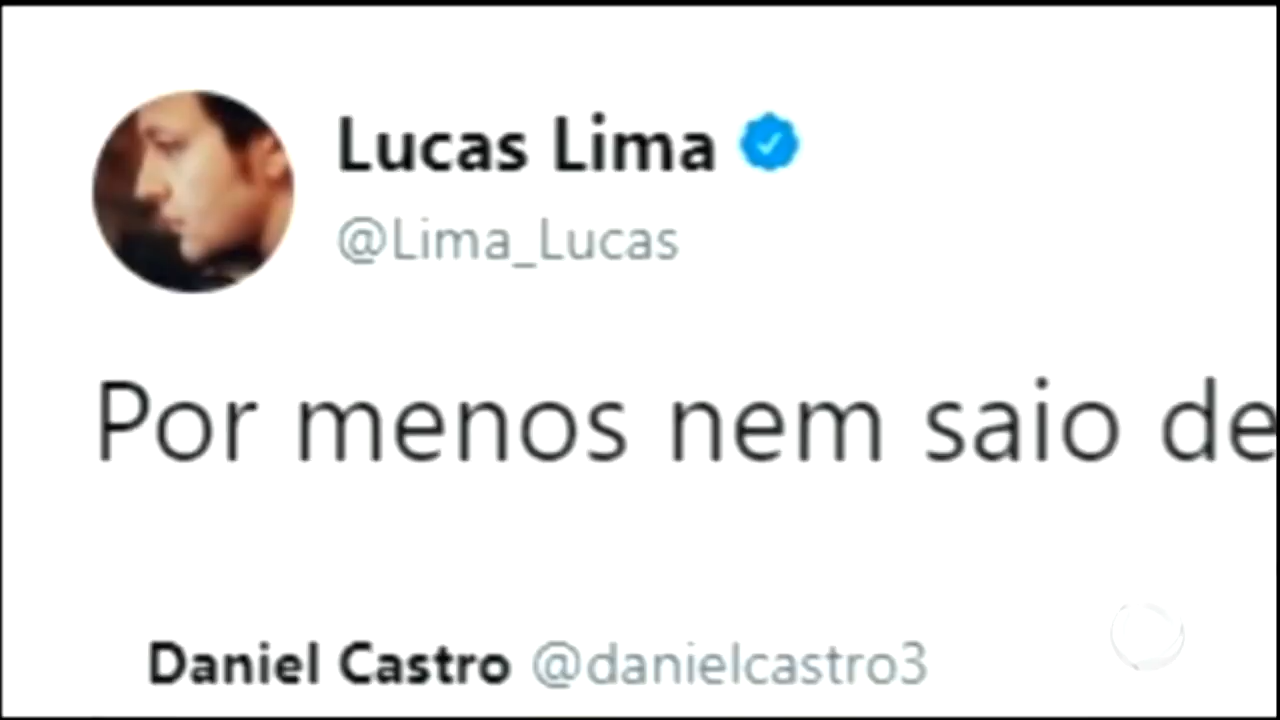 Lucas Lima
@Lima_Lucas
Por menos nem saio de
Daniel Castro @danielcastro3